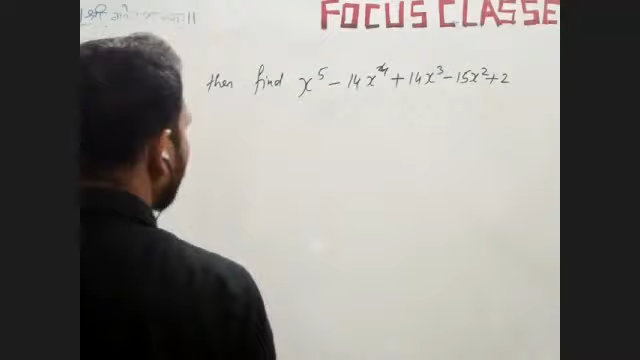 ॥श्री
FOCUS CLASSE
then find x⁵ - 14x⁴ + 14x³ - 15x² + 2